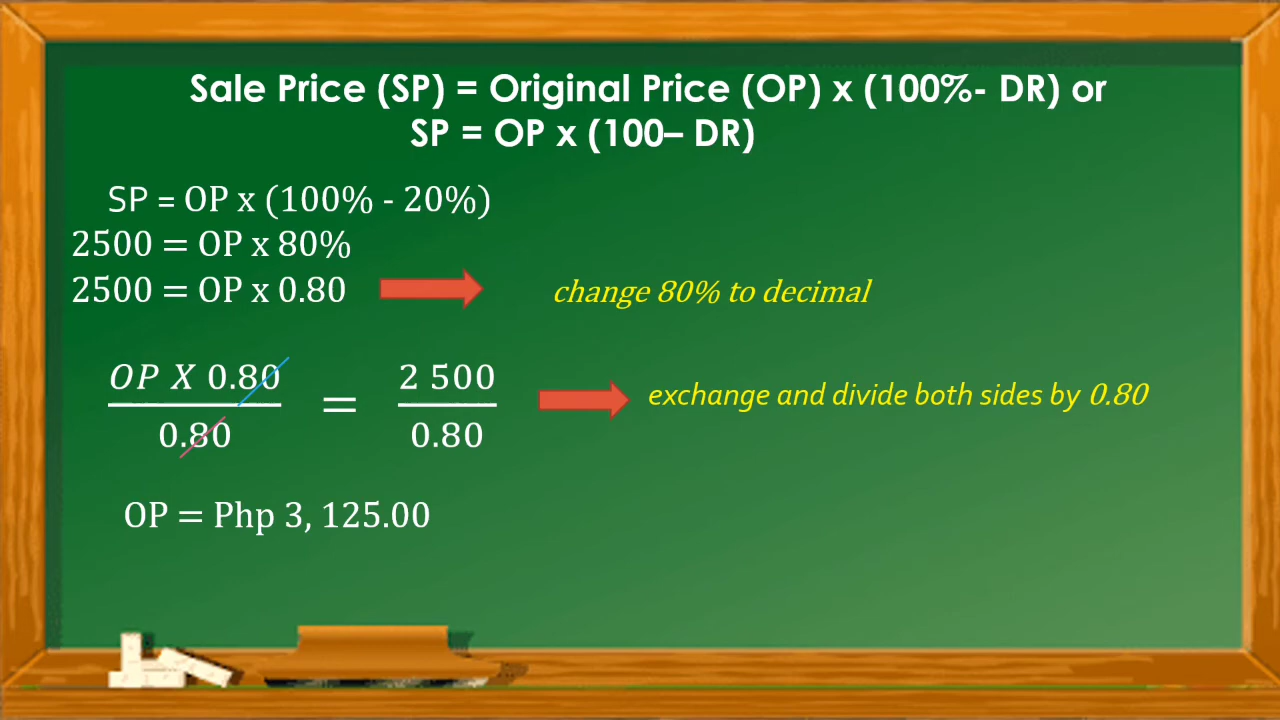 Sale Price (SP) = Original Price (OP) x (100%- DR) or
SP = OP x (100– DR)
SP = OP x (100% - 20%)
2500 = OP x 80%
2500 = OP x 0.80
change 80% to decimal
OP X 0.80 = 2 500
0.80 0.80
exchange and divide both sides by 0.80
OP = Php 3, 125.00